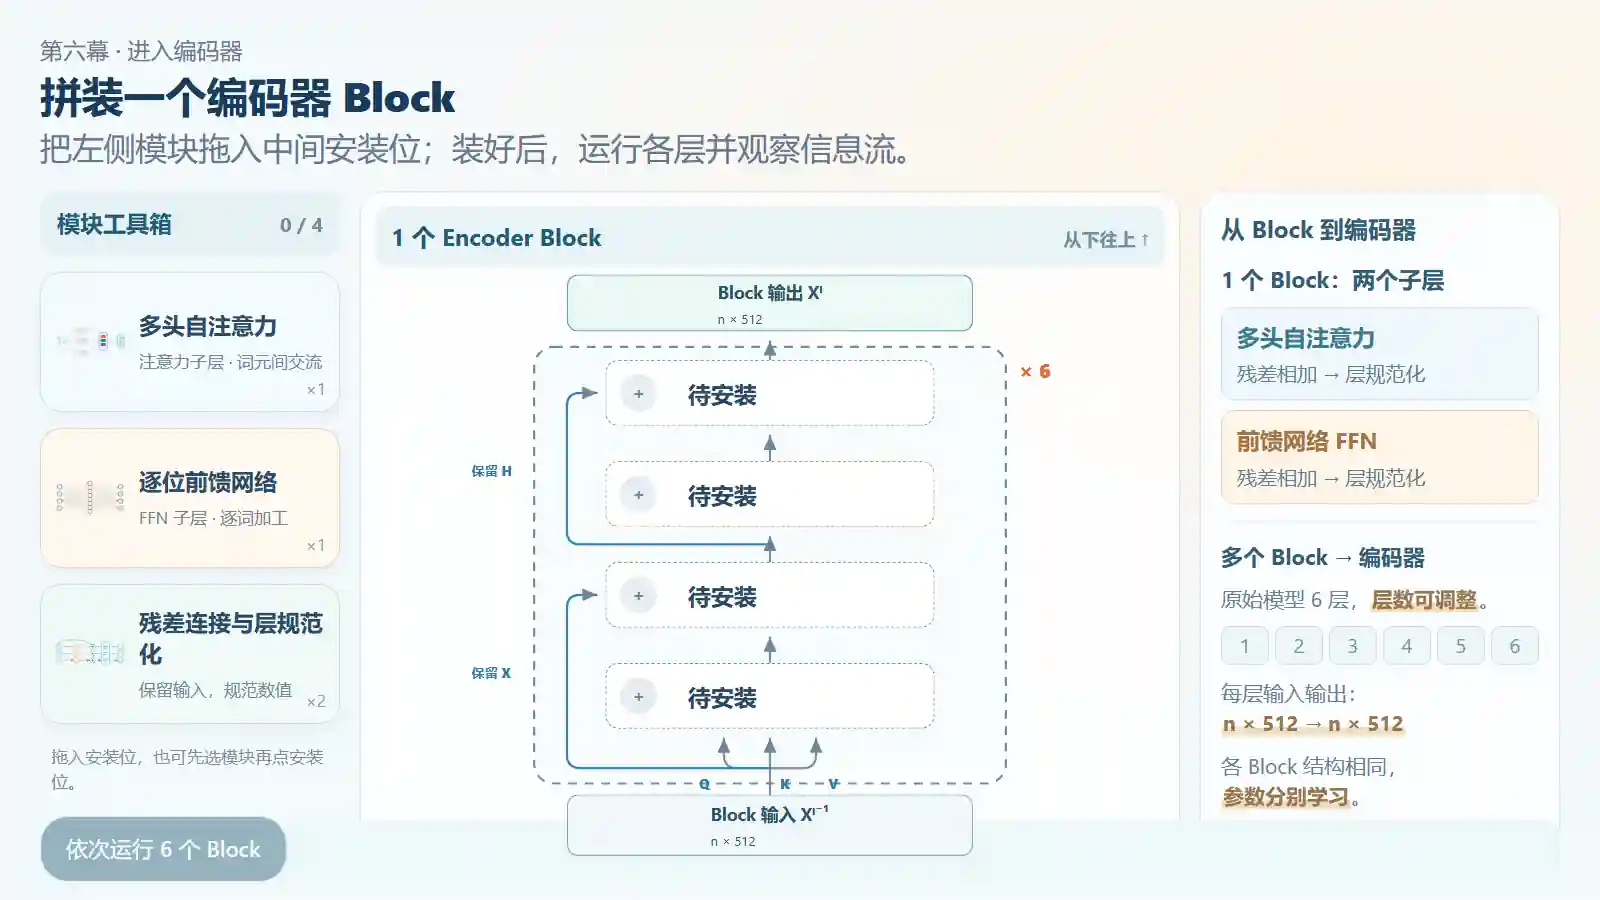 第六幕 · 进入编码器
拼装一个编码器 Block
把左侧模块拖入中间安装位；装好后，运行各层并观察信息流。
模块工具箱
0 / 4
多头自注意力
注意力子层 · 词元间交流
×1
逐位前馈网络
FFN 子层 · 逐词加工
×1
残差连接与层规范
化
保留输入，规范数值
×2
拖入安装位，也可先选模块再点安装
位。
依次运行 6 个 Block
1 个 Encoder Block
从下往上 ↑
Block 输出 Xˡ
n × 512
× 6
+ 待安装
保留 H
+ 待安装
+ 待安装
保留 X
+ 待安装
Q K V
Block 输入 Xˡ⁻¹
n × 512
从 Block 到编码器
1 个 Block：两个子层
多头自注意力
残差相加 → 层规范化
前馈网络 FFN
残差相加 → 层规范化
多个 Block → 编码器
原始模型 6 层，层数可调整。
1 2 3 4 5 6
每层输入输出：
n × 512 → n × 512
各 Block 结构相同，
参数分别学习。